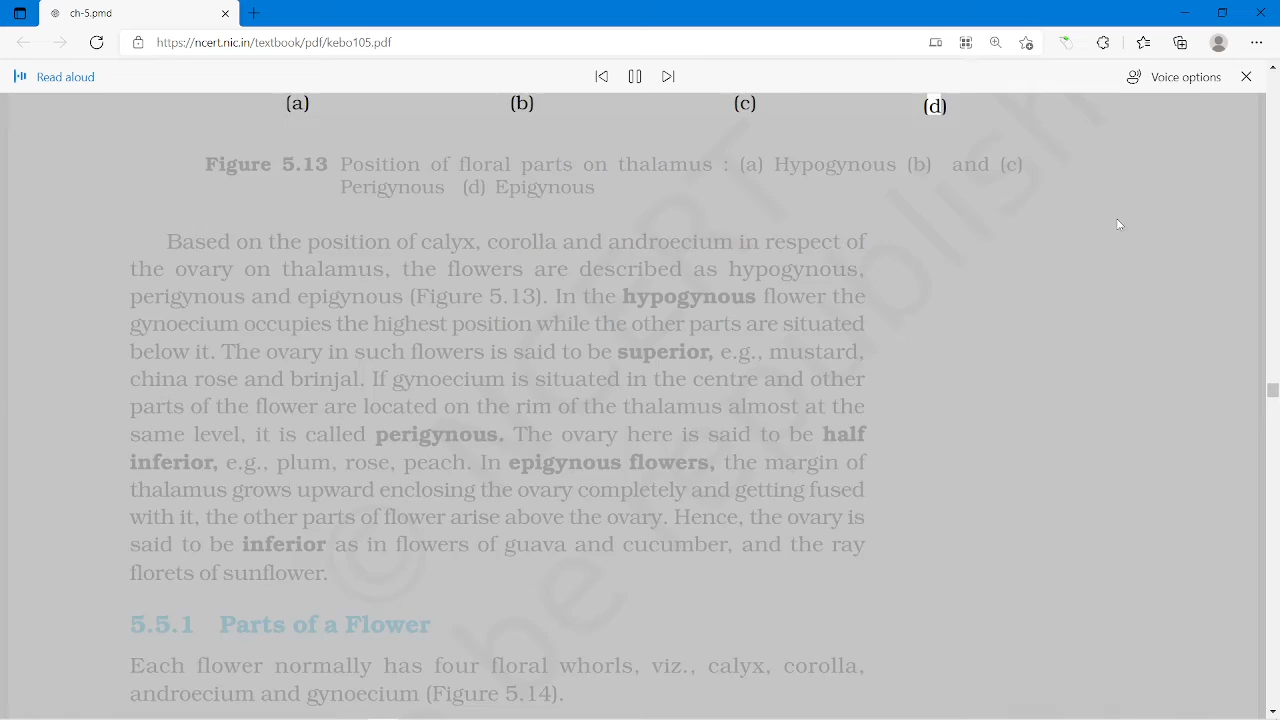 ch-5.pmd
https://ncert.nic.in/textbook/pdf/kebo105.pdf
Read aloud
Voice options
(a) (b) (c) (d)
Figure 5.13 Position of floral parts on thalamus : (a) Hypogynous (b) and (c)
Perigynous (d) Epigynous
Based on the position of calyx, corolla and androecium in respect of
the ovary on thalamus, the flowers are described as hypogynous,
perigynous and epigynous (Figure 5.13). In the hypogynous flower the
gynoecium occupies the highest position while the other parts are situated
below it. The ovary in such flowers is said to be superior, e.g., mustard,
china rose and brinjal. If gynoecium is situated in the centre and other
parts of the flower are located on the rim of the thalamus almost at the
same level, it is called perigynous. The ovary here is said to be half
inferior, e.g., plum, rose, peach. In epigynous flowers, the margin of
thalamus grows upward enclosing the ovary completely and getting fused
with it, the other parts of flower arise above the ovary. Hence, the ovary is
said to be inferior as in flowers of guava and cucumber, and the ray
florets of sunflower.
5.5.1 Parts of a Flower
Each flower normally has four floral whorls, viz., calyx, corolla,
androecium and gynoecium (Figure 5.14).
© NCERT
be republish